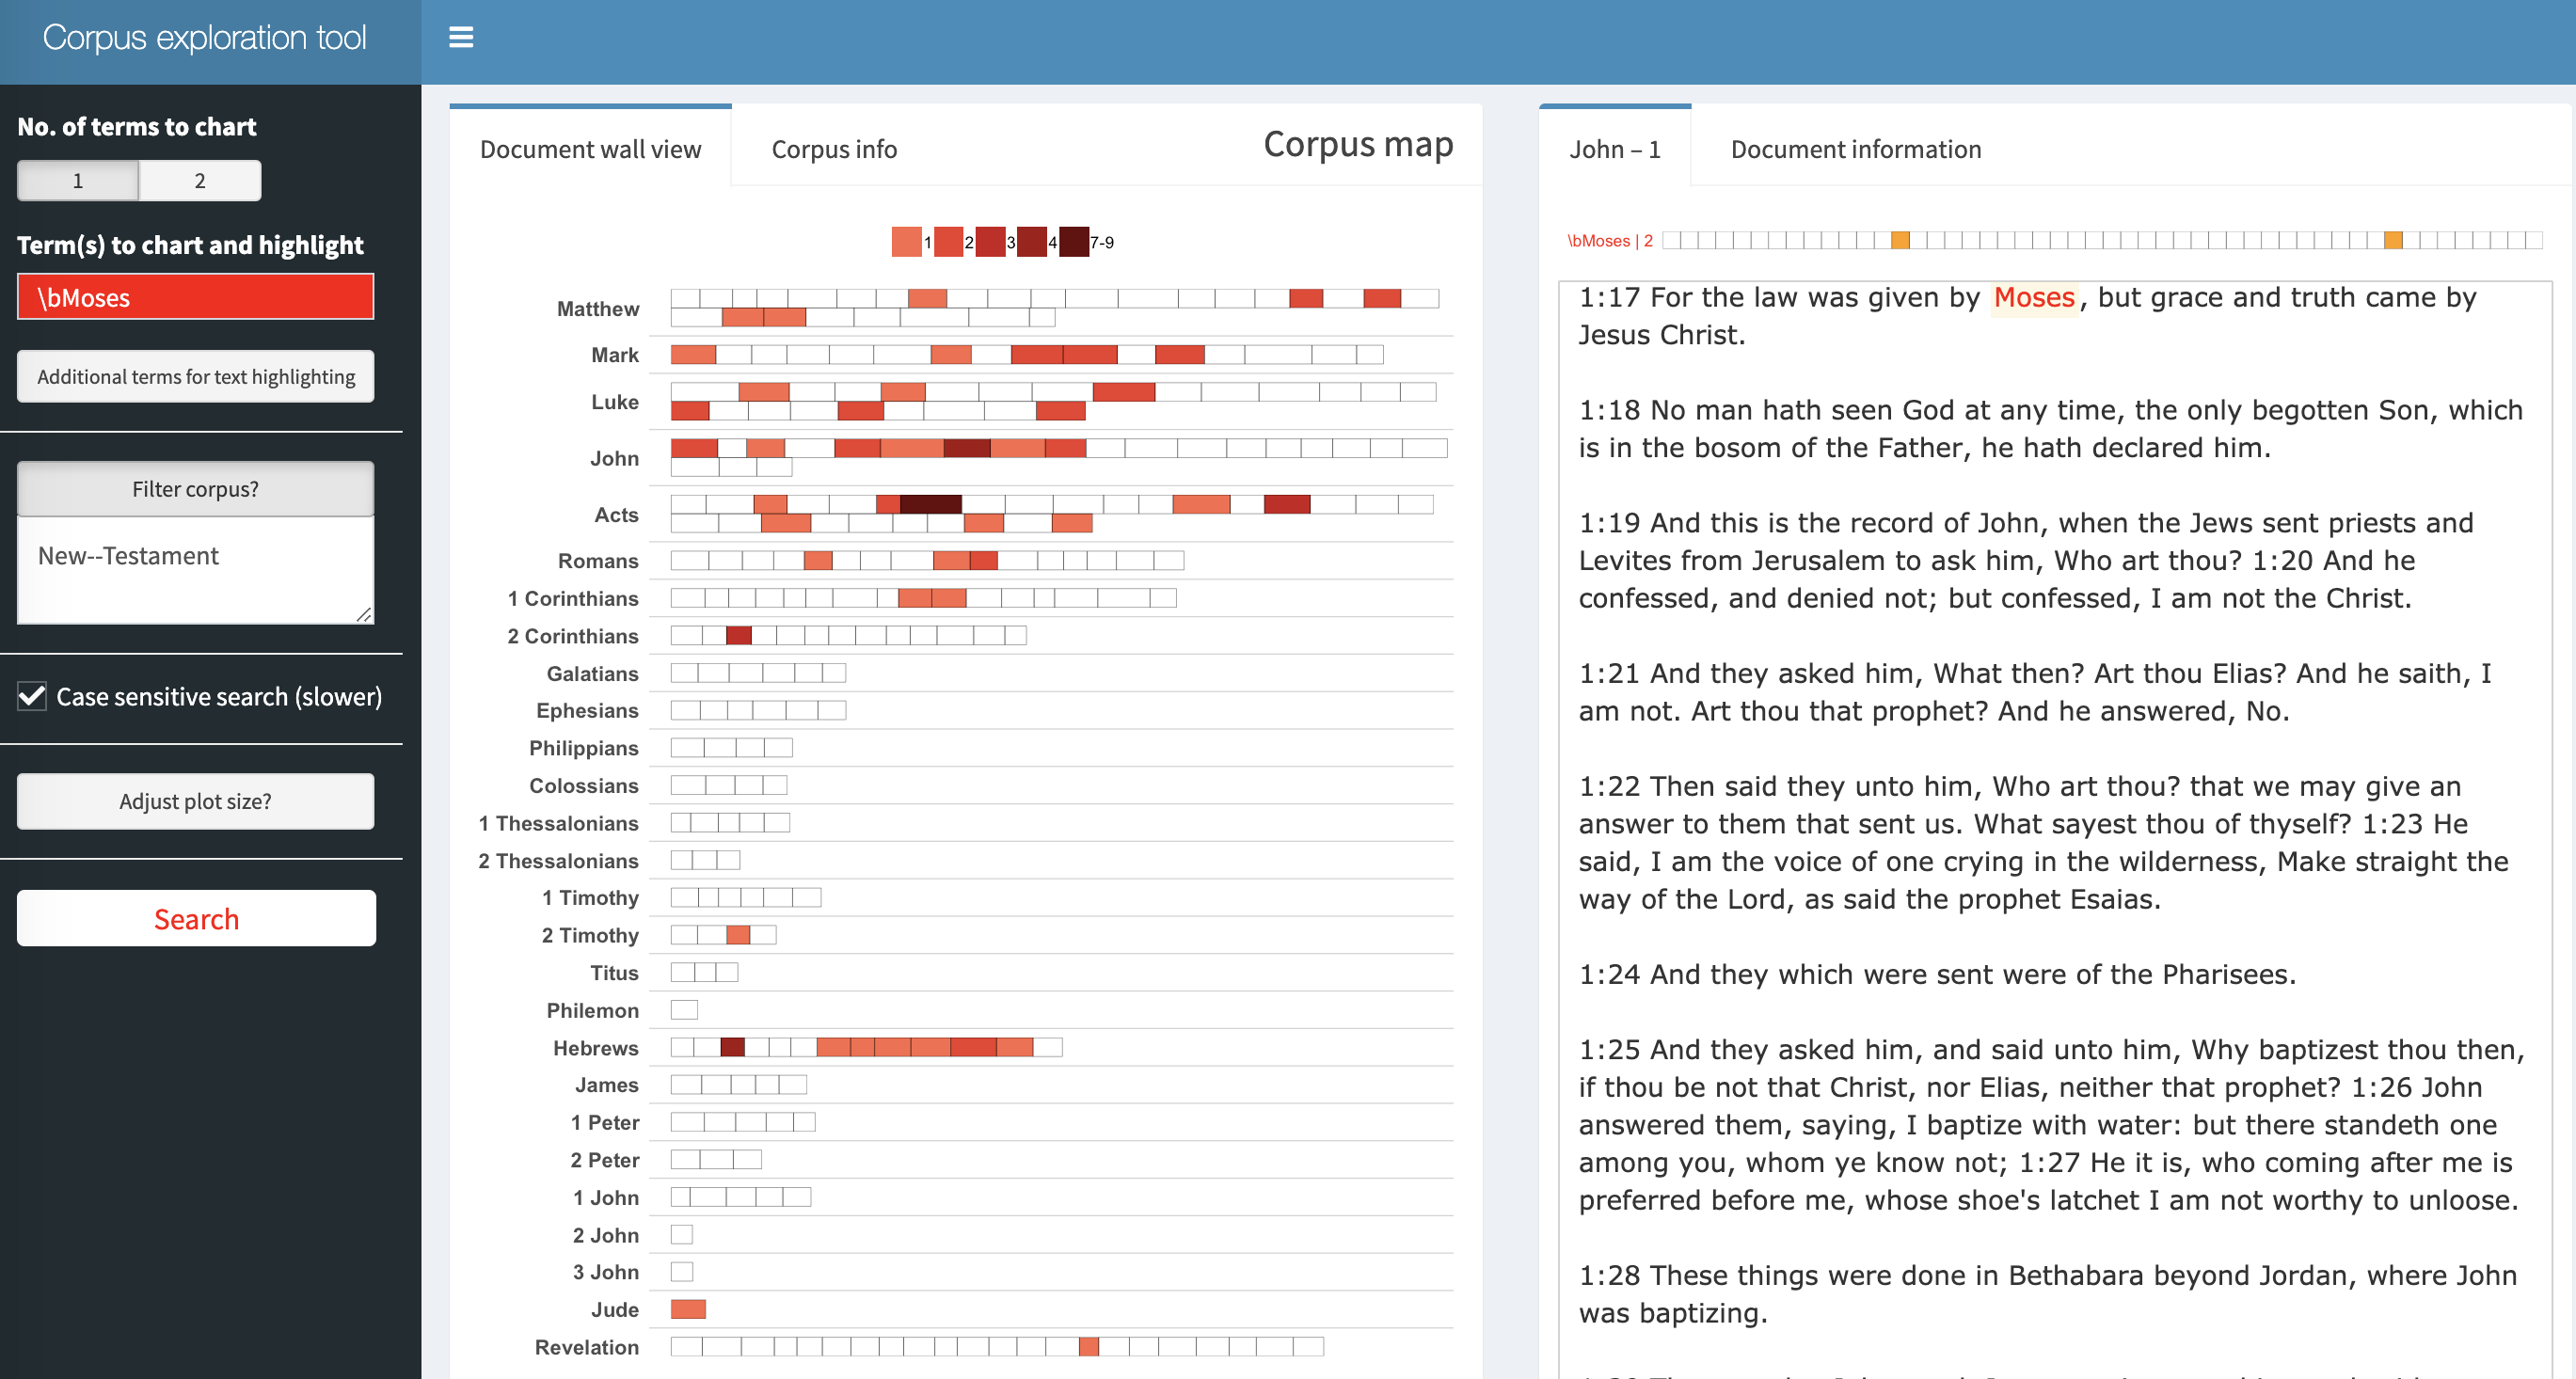 Corpus exploration tool
No. of terms to chart
1 2
Term(s) to chart and highlight
\bMoses
Additional terms for text highlighting
Filter corpus?
New--Testament
Case sensitive search (slower)
Adjust plot size?
Search
Document wall view
Corpus info
Corpus map
1 2 3 4 7-9
Matthew
Mark
Luke
John
Acts
Romans
1 Corinthians
2 Corinthians
Galatians
Ephesians
Philippians
Colossians
1 Thessalonians
2 Thessalonians
1 Timothy
2 Timothy
Titus
Philemon
Hebrews
James
1 Peter
2 Peter
1 John
2 John
3 John
Jude
Revelation
John – 1
Document information
\bMoses | 2
1:17 For the law was given by Moses, but grace and truth came by
Jesus Christ.
1:18 No man hath seen God at any time, the only begotten Son, which
is in the bosom of the Father, he hath declared him.
1:19 And this is the record of John, when the Jews sent priests and
Levites from Jerusalem to ask him, Who art thou? 1:20 And he
confessed, and denied not; but confessed, I am not the Christ.
1:21 And they asked him, What then? Art thou Elias? And he saith, I
am not. Art thou that prophet? And he answered, No.
1:22 Then said they unto him, Who art thou? that we may give an
answer to them that sent us. What sayest thou of thyself? 1:23 He
said, I am the voice of one crying in the wilderness, Make straight the
way of the Lord, as said the prophet Esaias.
1:24 And they which were sent were of the Pharisees.
1:25 And they asked him, and said unto him, Why baptizest thou then,
if thou be not that Christ, nor Elias, neither that prophet? 1:26 John
answered them, saying, I baptize with water: but there standeth one
among you, whom ye know not; 1:27 He it is, who coming after me is
preferred before me, whose shoe's latchet I am not worthy to unloose.
1:28 These things were done in Bethabara beyond Jordan, where John
was baptizing.